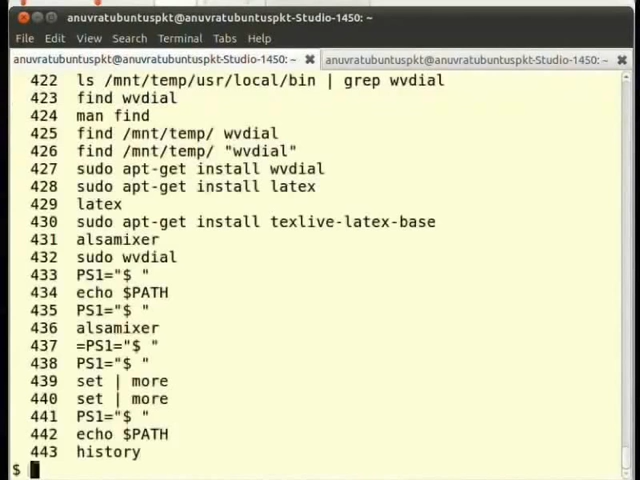 anuvratubuntuspkt@anuvratubuntuspkt-Studio-1450: ~
File Edit View Search Terminal Tabs Help
anuvratubuntuspkt@anuvratubuntuspkt-Studio-1450: ~ anuvratubuntuspkt@anuvratubuntuspkt-Studio-1450: ~
422 ls /mnt/temp/usr/local/bin | grep wvdial
423 find wvdial
424 man find
425 find /mnt/temp/ wvdial
426 find /mnt/temp/ "wvdial"
427 sudo apt-get install wvdial
428 sudo apt-get install latex
429 latex
430 sudo apt-get install texlive-latex-base
431 alsamixer
432 sudo wvdial
433 PS1="$ "
434 echo $PATH
435 PS1="$ "
436 alsamixer
437 =PS1="$ "
438 PS1="$ "
439 set | more
440 set | more
441 PS1="$ "
442 echo $PATH
443 history
$